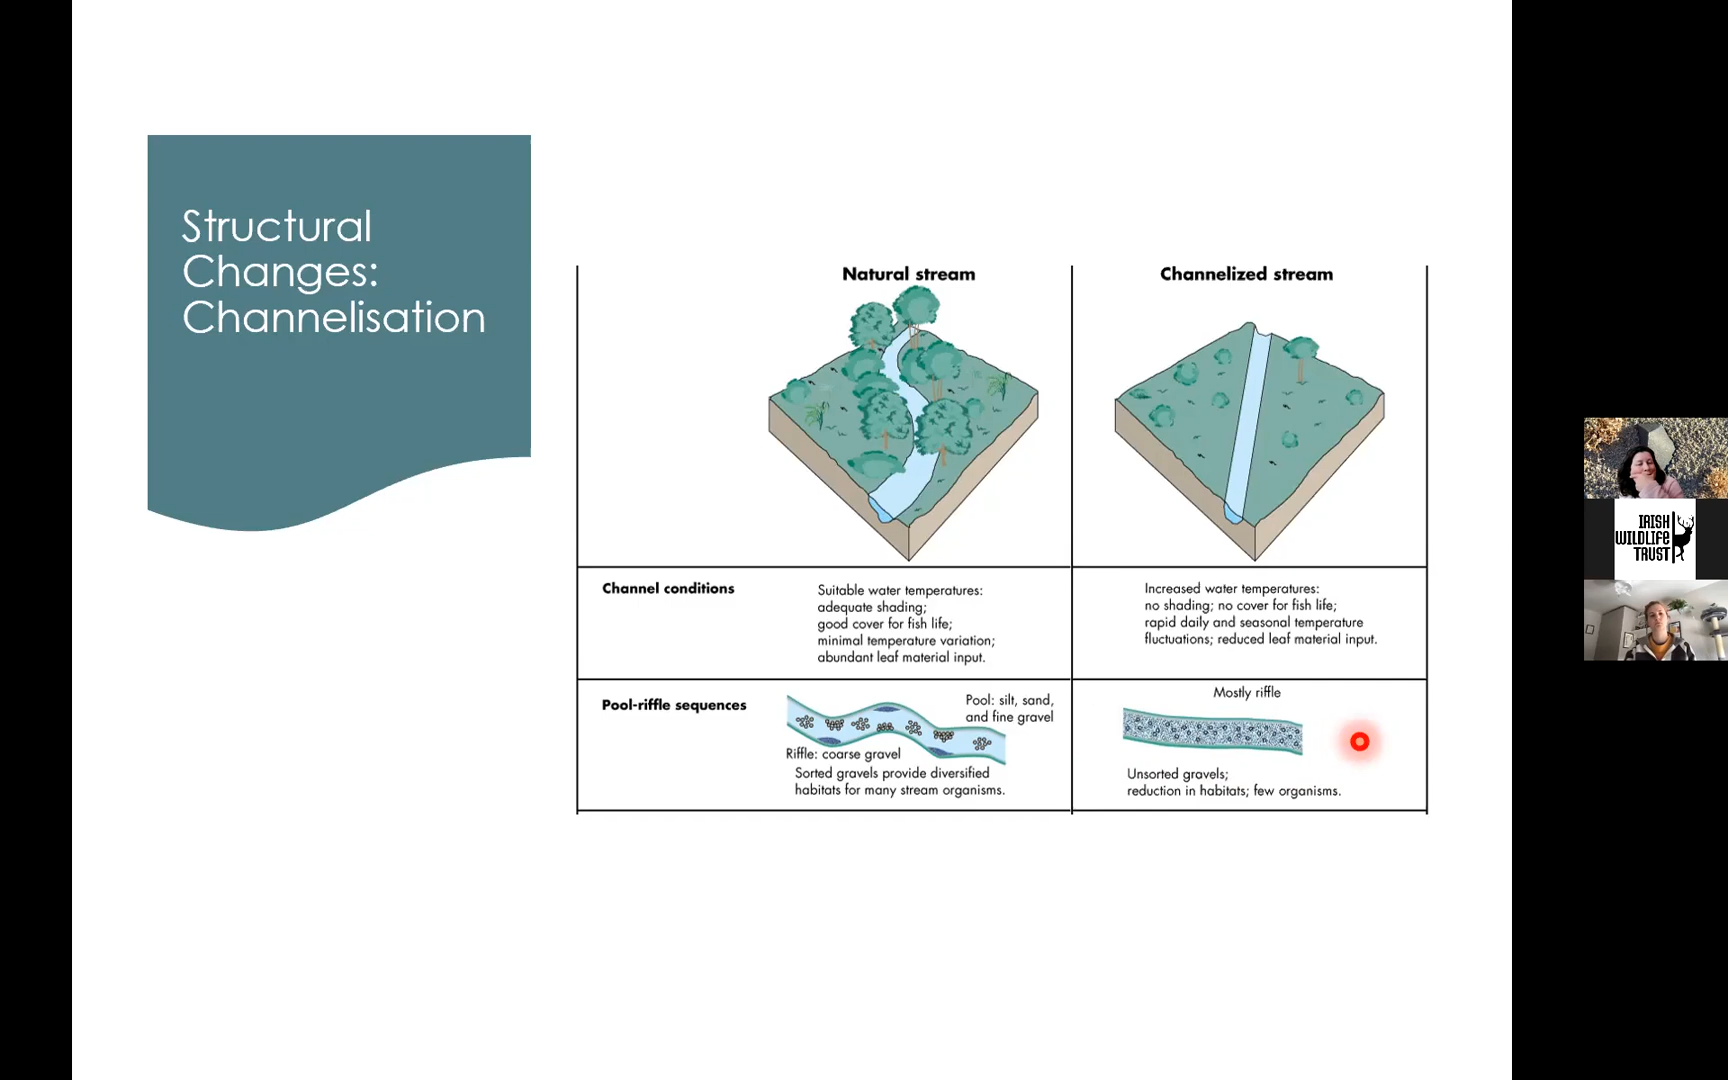 Structural
Changes:
Channelisation
Natural stream
Channelized stream
Channel conditions
Suitable water temperatures:
adequate shading;
good cover for fish life;
minimal temperature variation;
abundant leaf material input.
Increased water temperatures:
no shading; no cover for fish life;
rapid daily and seasonal temperature
fluctuations; reduced leaf material input.
Pool-riffle sequences
Pool: silt, sand,
and fine gravel
Riffle: coarse gravel
Sorted gravels provide diversified
habitats for many stream organisms.
Mostly riffle
Unsorted gravels;
reduction in habitats; few organisms.
IRISH
WILDLIFE
TRUST